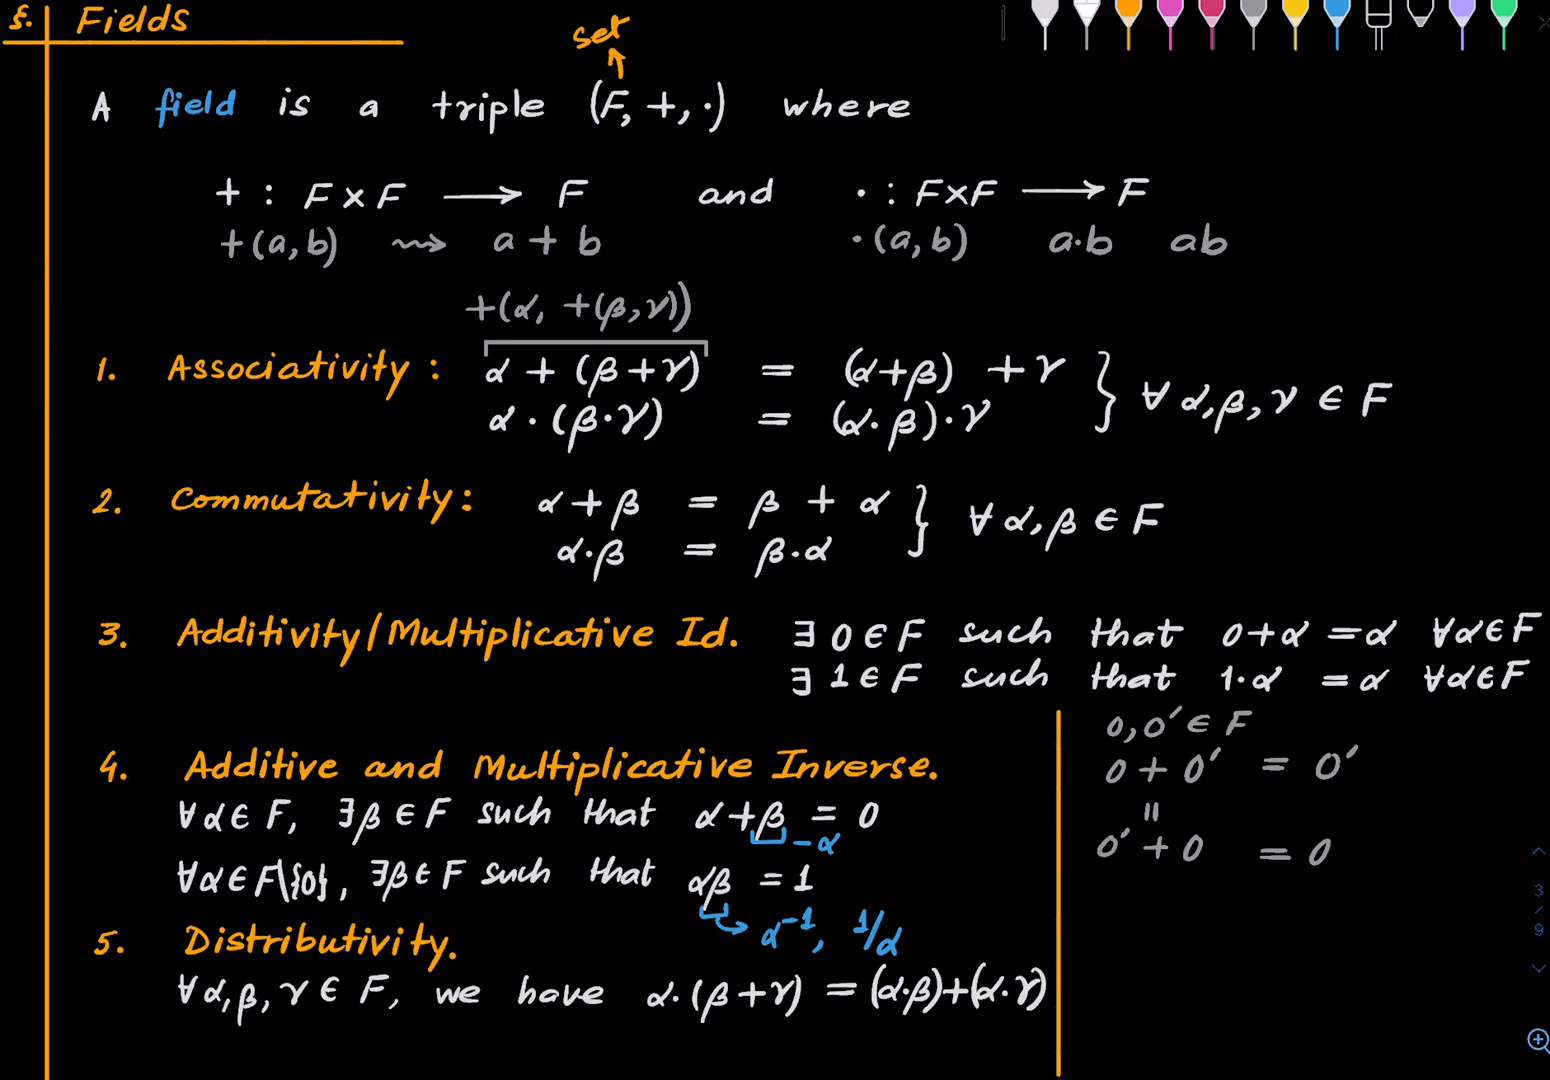 §. Fields
set
↑
A field is a triple (F, +, ·) where
+ : F × F ⟶ F and · : F×F ⟶ F
+(a, b) ⇝ a + b ·(a, b) a·b ab
+(α, +(β, γ))
1. Associativity : α + (β + γ) = (α+β) + γ } ∀ α, β, γ ∈ F
α · (β · γ) = (α · β) · γ
2. Commutativity : α + β = β + α } ∀ α, β ∈ F
α·β = β·α
3. Additivity/Multiplicative Id. ∃ 0 ∈ F such that 0+α = α ∀α∈F
∃ 1 ∈ F such that 1·α = α ∀α∈F
4. Additive and Multiplicative Inverse.
∀α∈ F, ∃β ∈ F such that α+β = 0
-α
∀α∈F\{0}, ∃β∈F such that αβ = 1
↪ α⁻¹, 1/α
5. Distributivity.
∀α, β, γ ∈ F, we have α·(β+γ) = (α·β)+(α·γ)
0, 0′ ∈ F
0 + 0′ = 0′
=
0′ + 0 = 0
3
/
9